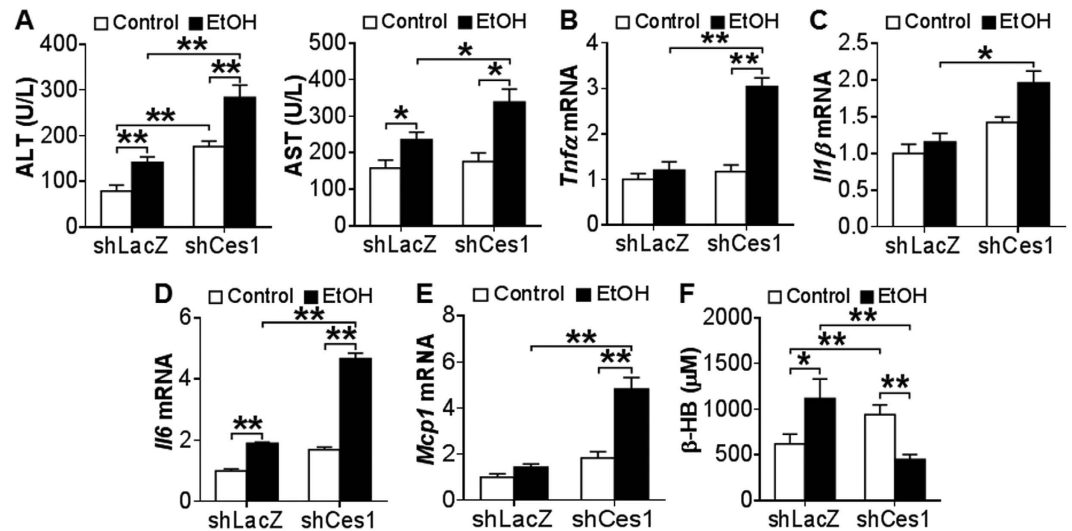 A
Control EtOH
ALT (U/L)
400
300
200
100
0
** ** ** **
shLacZ shCes1
AST (U/L)
500
400
300
200
100
0
* * *
shLacZ shCes1
B
Control EtOH
Tnfα mRNA
4
3
2
1
0
** **
shLacZ shCes1
C
Control EtOH
Il1β mRNA
2.5
2.0
1.5
1.0
0.5
0.0
*
shLacZ shCes1
D
Control EtOH
Il6 mRNA
6
4
2
0
** ** **
shLacZ shCes1
E
Control EtOH
Mcp1 mRNA
8
6
4
2
0
** **
shLacZ shCes1
F
Control EtOH
β-HB (μM)
2000
1500
1000
500
0
** ** * **
shLacZ shCes1